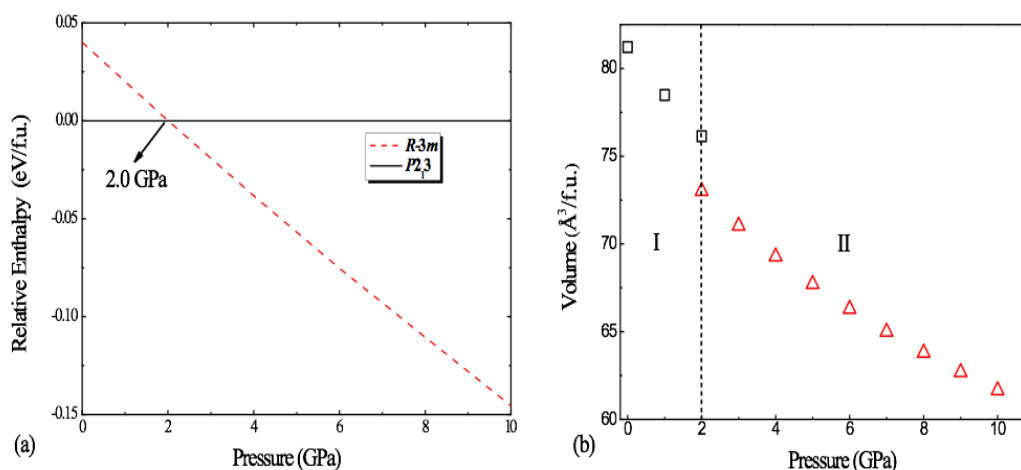 0.05
0.00
-0.05
-0.10
-0.15
Relative Enthalpy (eV/f.u.)
2.0 GPa
R-3m
P2₁3
0 2 4 6 8 10
(a)
Pressure (GPa)
80
75
70
65
60
Volume (Å³/f.u.)
I
II
0 2 4 6 8 10
(b)
Pressure (GPa)